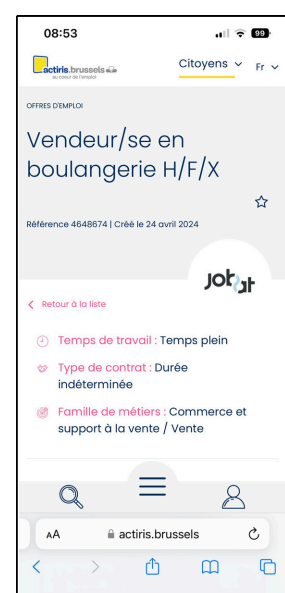 08:53
99
actiris.brussels
au coeur de l'emploi
Citoyens
Fr
OFFRES D'EMPLOI
Vendeur/se en
boulangerie H/F/X
Référence 4648674 | Créé le 24 avril 2024
jobat
Retour à la liste
Temps de travail : Temps plein
Type de contrat : Durée
indéterminée
Famille de métiers : Commerce et
support à la vente / Vente
AA
actiris.brussels